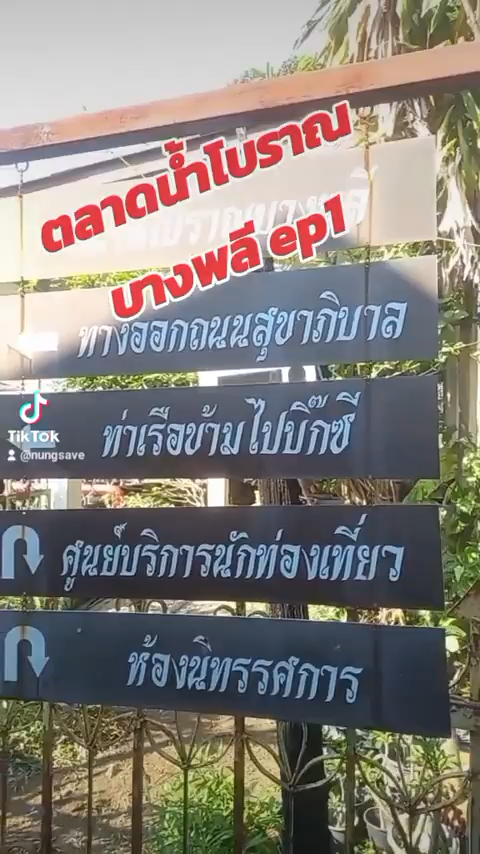 ตลาดน้ำโบราณ
บางพลี ep1
ทางออกถนนสุขาภิบาล
TikTok
@nungsave
ท่าเรือข้ามไปบิ๊กซี
ศูนย์บริการนักท่องเที่ยว
ห้องนิทรรศการ